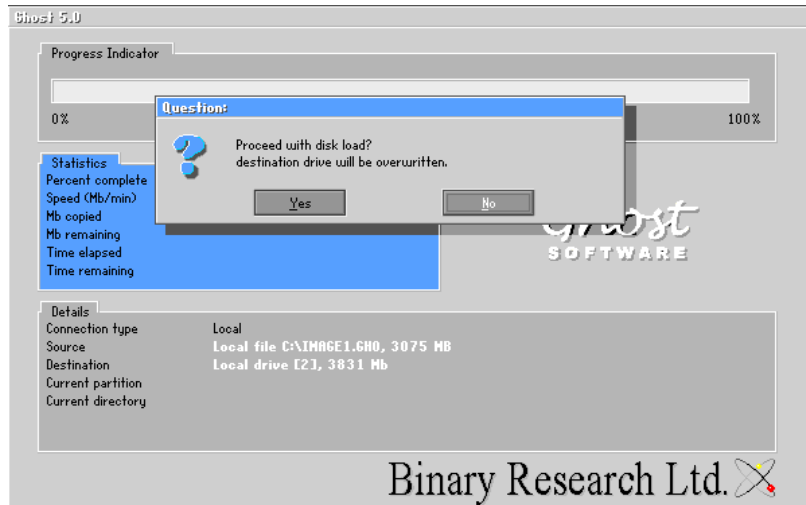 Ghost 5.0
Progress Indicator
0% 100%
Question:
Proceed with disk load?
destination drive will be overwritten.
Yes No
Statistics
Percent complete
Speed (Mb/min)
Mb copied
Mb remaining
Time elapsed
Time remaining
Ghost
SOFTWARE
Details
Connection type Local
Source Local file C:\IMAGE1.GHO, 3075 MB
Destination Local drive [2], 3831 Mb
Current partition
Current directory
Binary Research Ltd.